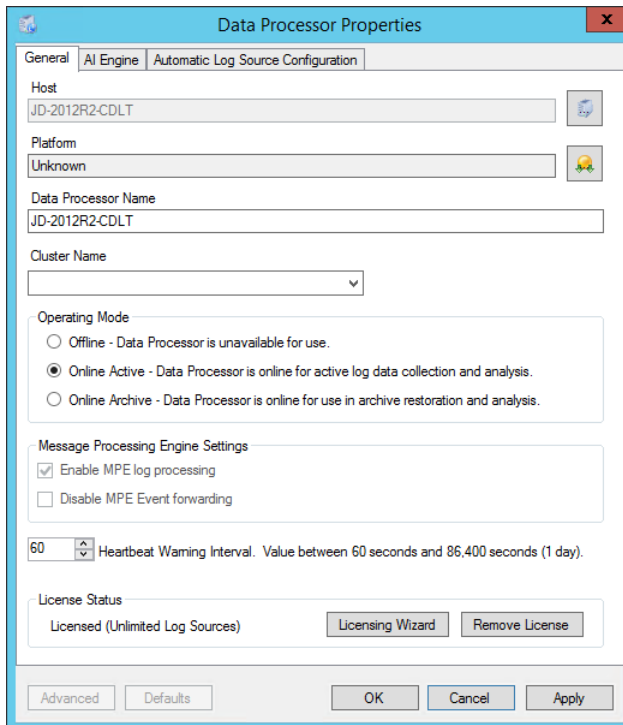 Data Processor Properties
x
General
AI Engine
Automatic Log Source Configuration
Host
JD-2012R2-CDLT
Platform
Unknown
Data Processor Name
JD-2012R2-CDLT
Cluster Name
Operating Mode
Offline - Data Processor is unavailable for use.
Online Active - Data Processor is online for active log data collection and analysis.
Online Archive - Data Processor is online for use in archive restoration and analysis.
Message Processing Engine Settings
Enable MPE log processing
Disable MPE Event forwarding
60 Heartbeat Warning Interval. Value between 60 seconds and 86,400 seconds (1 day).
License Status
Licensed (Unlimited Log Sources)
Licensing Wizard
Remove License
Advanced
Defaults
OK
Cancel
Apply